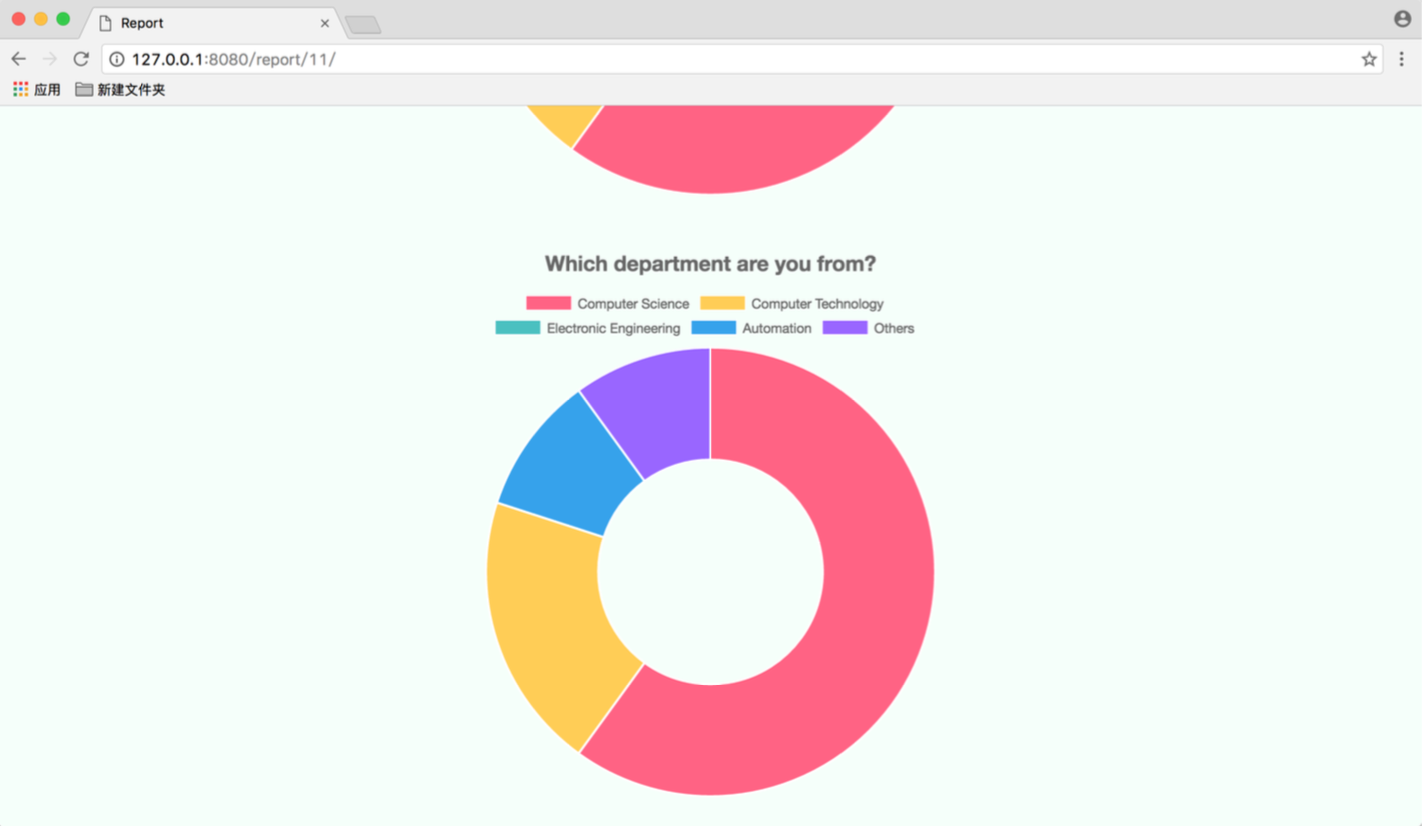 Report
127.0.0.1:8080/report/11/
应用 新建文件夹
Which department are you from?
Computer Science Computer Technology
Electronic Engineering Automation Others